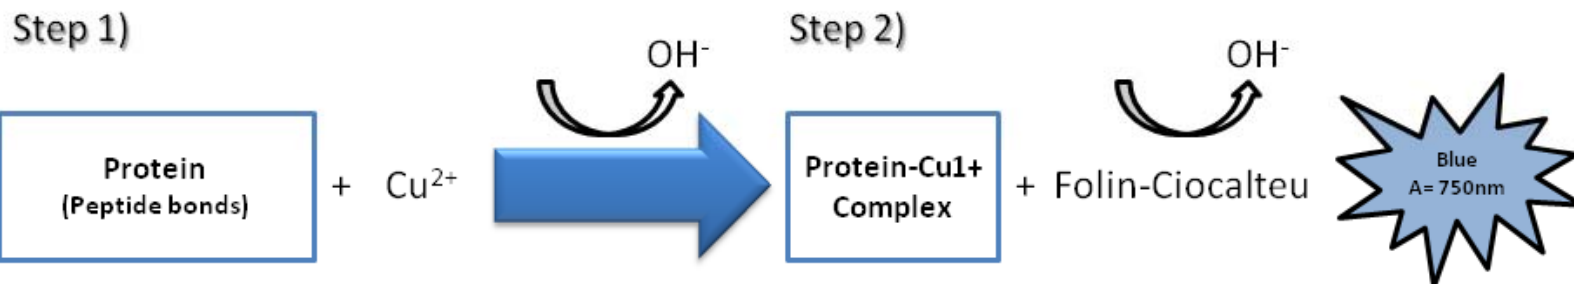 Step 1)
Step 2)
OH-
OH-
Protein
(Peptide bonds)
+ Cu2+
Protein-Cu1+
Complex
+ Folin-Ciocalteu
Blue
A= 750nm